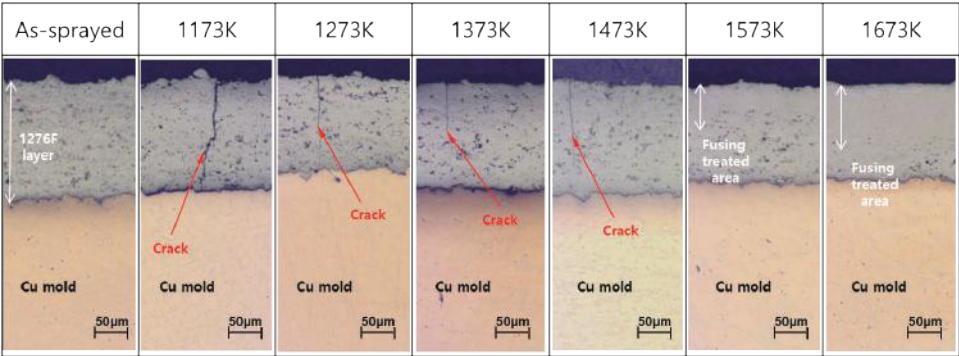 As-sprayed
1173K
1273K
1373K
1473K
1573K
1673K
1276F
layer
Crack
Crack
Crack
Crack
Fusing
treated
area
Fusing
treated
area
Cu mold
Cu mold
Cu mold
Cu mold
Cu mold
Cu mold
Cu mold
50μm
50μm
50μm
50μm
50μm
50μm
50μm